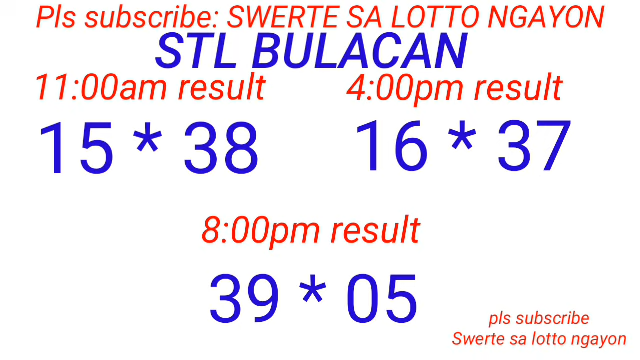 Pls subscribe: SWERTE SA LOTTO NGAYON
STL BULACAN
11:00am result
15 * 38
4:00pm result
16 * 37
8:00pm result
39 * 05
pls subscribe
Swerte sa lotto ngayon